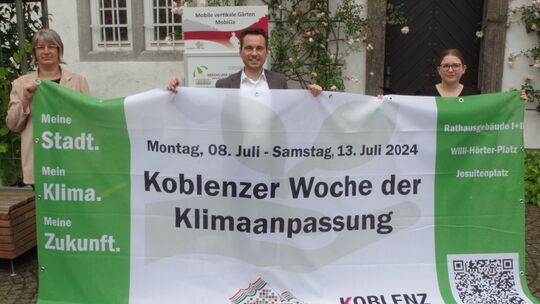 Mobile vertikale Gärten
MobiGa
Meine
Stadt.
Mein
Klima.
Meine
Zukunft.
Montag, 08. Juli - Samstag, 13. Juli 2024
Koblenzer Woche der
Klimaanpassung
KOBLENZ
Rathausgebäude I+II
Willi-Hörter-Platz
Jesuitenplatz